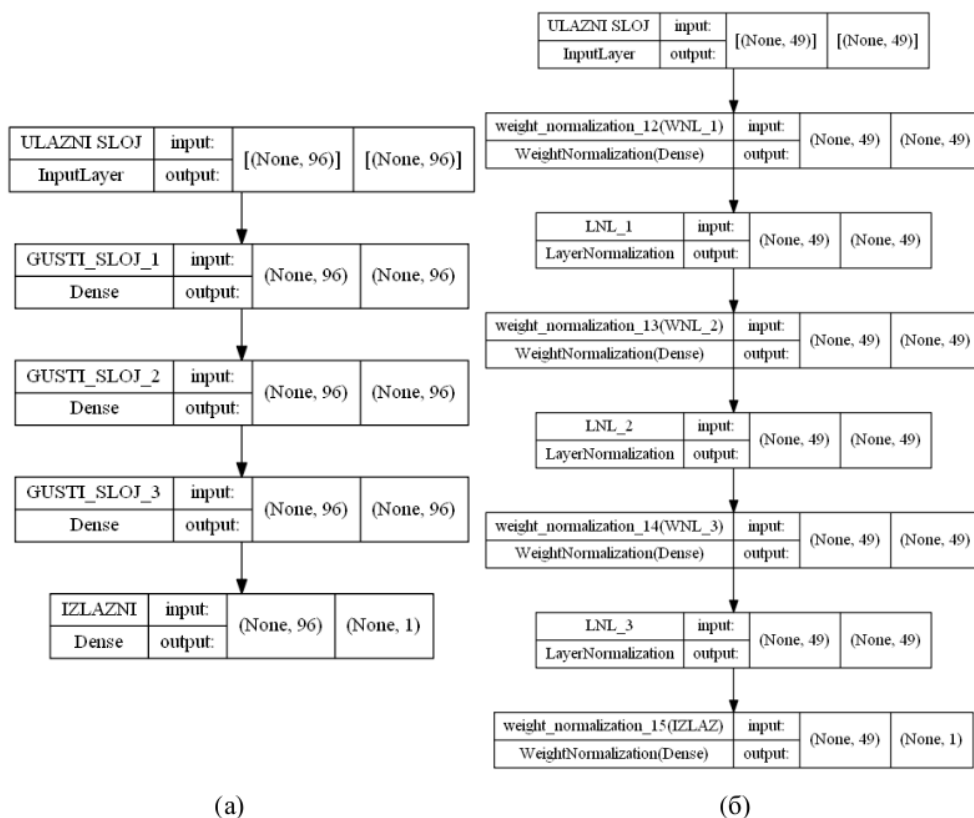 ULAZNI SLOJ input: [(None, 96)] [(None, 96)]
InputLayer output:
GUSTI_SLOJ_1 input: (None, 96) (None, 96)
Dense output:
GUSTI_SLOJ_2 input: (None, 96) (None, 96)
Dense output:
GUSTI_SLOJ_3 input: (None, 96) (None, 96)
Dense output:
IZLAZNI input: (None, 96) (None, 1)
Dense output:
(а)
ULAZNI SLOJ input: [(None, 49)] [(None, 49)]
InputLayer output:
weight_normalization_12(WNL_1) input: (None, 49) (None, 49)
WeightNormalization(Dense) output:
LNL_1 input: (None, 49) (None, 49)
LayerNormalization output:
weight_normalization_13(WNL_2) input: (None, 49) (None, 49)
WeightNormalization(Dense) output:
LNL_2 input: (None, 49) (None, 49)
LayerNormalization output:
weight_normalization_14(WNL_3) input: (None, 49) (None, 49)
WeightNormalization(Dense) output:
LNL_3 input: (None, 49) (None, 49)
LayerNormalization output:
weight_normalization_15(IZLAZ) input: (None, 49) (None, 1)
WeightNormalization(Dense) output:
(б)